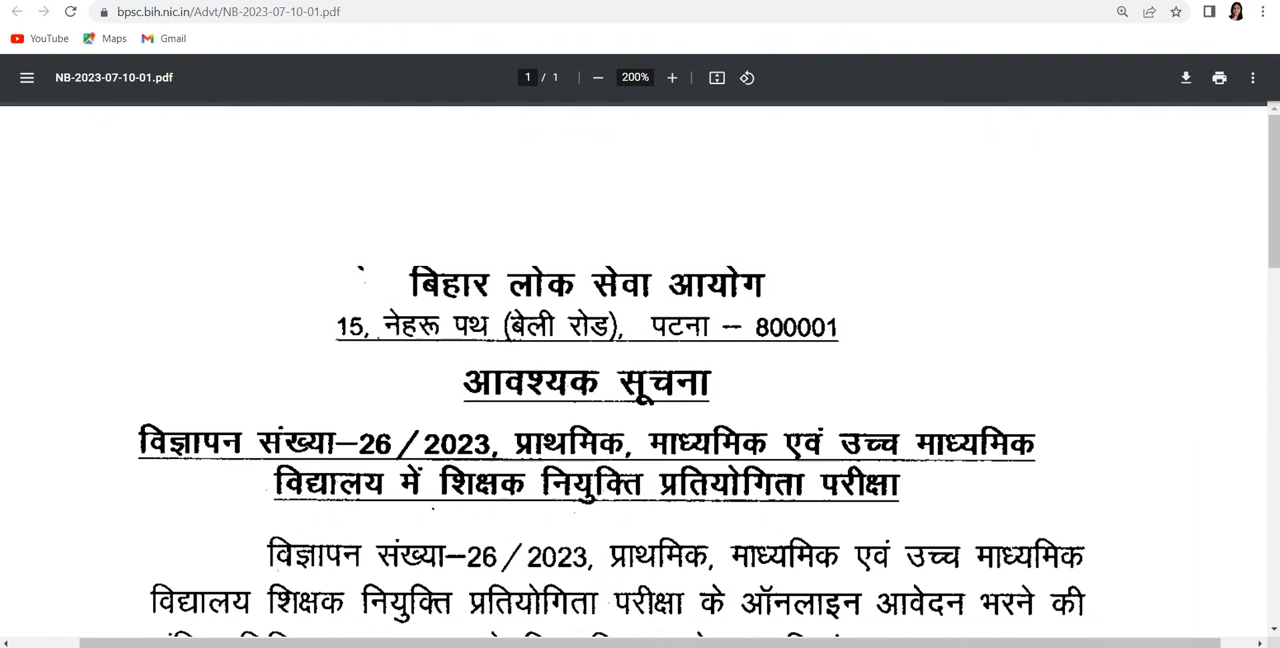 bpsc.bih.nic.in/Advt/NB-2023-07-10-01.pdf
YouTube Maps Gmail
NB-2023-07-10-01.pdf 1 / 1 200%
बिहार लोक सेवा आयोग
15, नेहरू पथ (बेली रोड), पटना – 800001
आवश्यक सूचना
विज्ञापन संख्या–26/2023, प्राथमिक, माध्यमिक एवं उच्च माध्यमिक
विद्यालय में शिक्षक नियुक्ति प्रतियोगिता परीक्षा
विज्ञापन संख्या–26/2023, प्राथमिक, माध्यमिक एवं उच्च माध्यमिक
विद्यालय शिक्षक नियुक्ति प्रतियोगिता परीक्षा के ऑनलाइन आवेदन भरने की